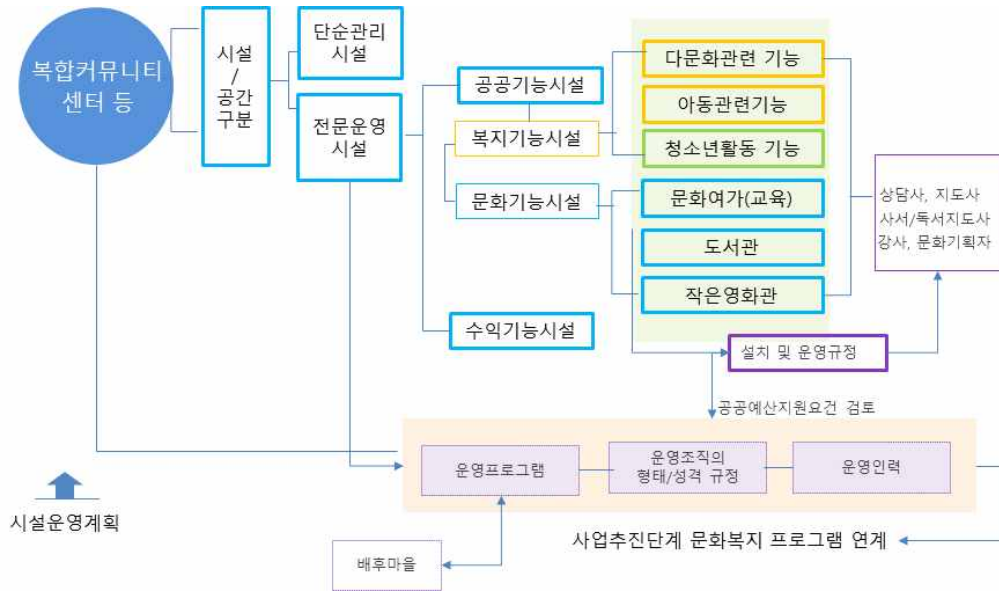 복합커뮤니티
센터 등
시설
/
공간
구분
단순관리
시설
전문운영
시설
공공기능시설
복지기능시설
문화기능시설
수익기능시설
다문화관련 기능
아동관련기능
청소년활동 기능
문화여가(교육)
도서관
작은영화관
상담사, 지도사
사서/독서지도사
강사, 문화기획자
설치 및 운영규정
공공예산지원요건 검토
운영프로그램
운영조직의
형태/성격 규정
운영인력
시설운영계획
사업추진단계 문화복지 프로그램 연계
배후마을